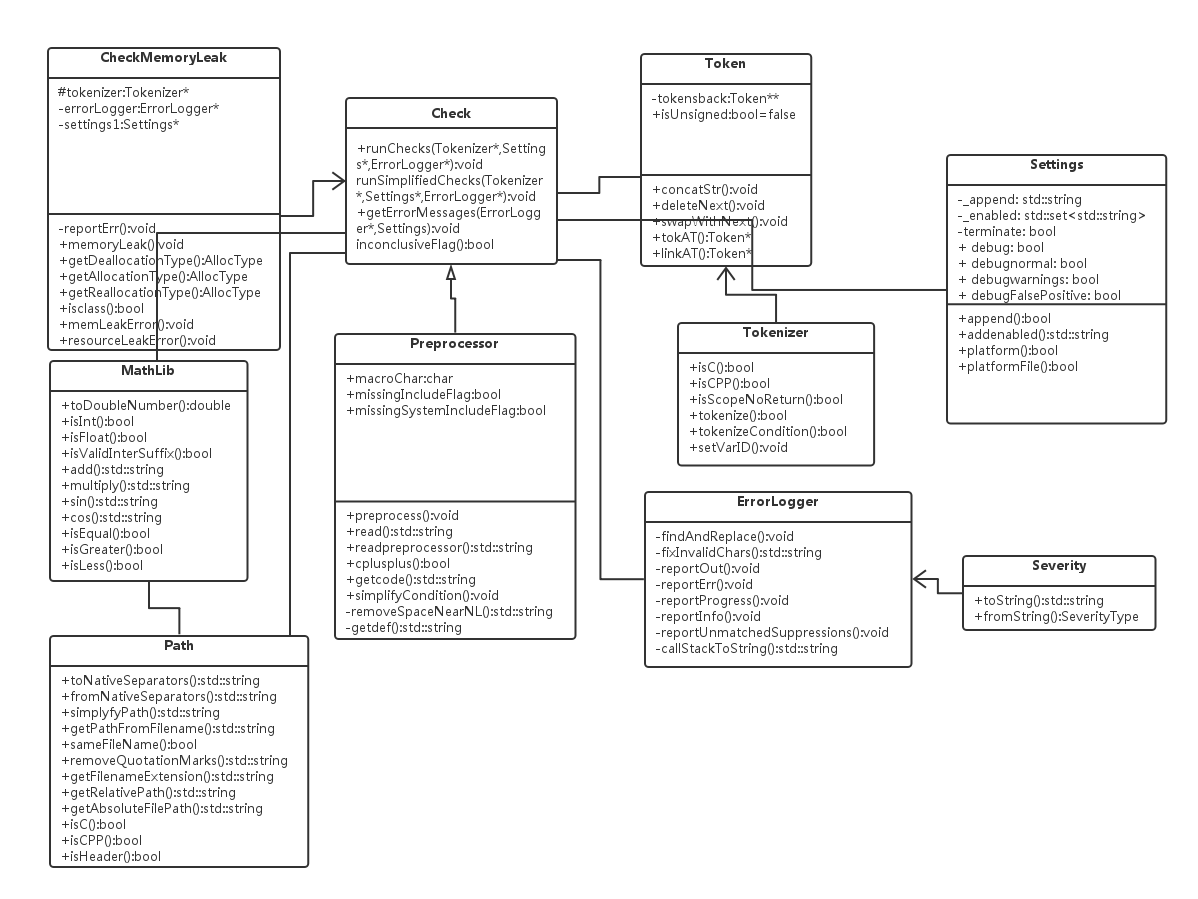 CheckMemoryLeak
#tokenizer:Tokenizer*
-errorLogger:ErrorLogger*
-settings1:Settings*
-reportErr():void
+memoryLeak():void
+getDeallocationType():AllocType
+getAllocationType():AllocType
+getReallocationType():AllocType
+isclass():bool
+memLeakError():void
+resourceLeakError():void
Check
+runChecks(Tokenizer*,Setting
s*,ErrorLogger*):void
runSimplifiedChecks(Tokenizer
*,Settings*,ErrorLogger*):void
+getErrorMessages(ErrorLogg
er*,Settings):void
inconclusiveFlag():bool
Token
-tokensback:Token**
+isUnsigned:bool=false
+concatStr():void
+deleteNext():void
+swapWithNext():void
+tokAT():Token*
+linkAT():Token*
Settings
-_append: std::string
-_enabled: std::set<std::string>
-terminate: bool
+ debug: bool
+ debugnormal: bool
+ debugwarnings: bool
+ debugFalsePositive: bool
+append():bool
+addenabled():std::string
+platform():bool
+platformFile():bool
Tokenizer
+isC():bool
+isCPP():bool
+isScopeNoReturn():bool
+tokenize():bool
+tokenizeCondition():bool
+setVarID():void
Preprocessor
+macroChar:char
+missingIncludeFlag:bool
+missingSystemIncludeFlag:bool
+preprocess():void
+read():std::string
+readpreprocessor():std::string
+cplusplus():bool
+getcode():std::string
+simplifyCondition():void
-removeSpaceNearNL():std::string
-getdef():std::string
MathLib
+toDoubleNumber():double
+isInt():bool
+isFloat():bool
+isValidInterSuffix():bool
+add():std::string
+multiply():std::string
+sin():std::string
+cos():std::string
+isEqual():bool
+isGreater():bool
+isLess():bool
ErrorLogger
-findAndReplace():void
-fixInvalidChars():std::string
-reportOut():void
-reportErr():void
-reportProgress():void
-reportInfo():void
-reportUnmatchedSuppressions():void
-callStackToString():std::string
Severity
+toString():std::string
+fromString():SeverityType
Path
+toNativeSeparators():std::string
+fromNativeSeparators():std::string
+simplyfyPath():std::string
+getPathFromFilename():std::string
+sameFileName():bool
+removeQuotationMarks():std::string
+getFilenameExtension():std::string
+getRelativePath():std::string
+getAbsoluteFilePath():std::string
+isC():bool
+isCPP():bool
+isHeader():bool